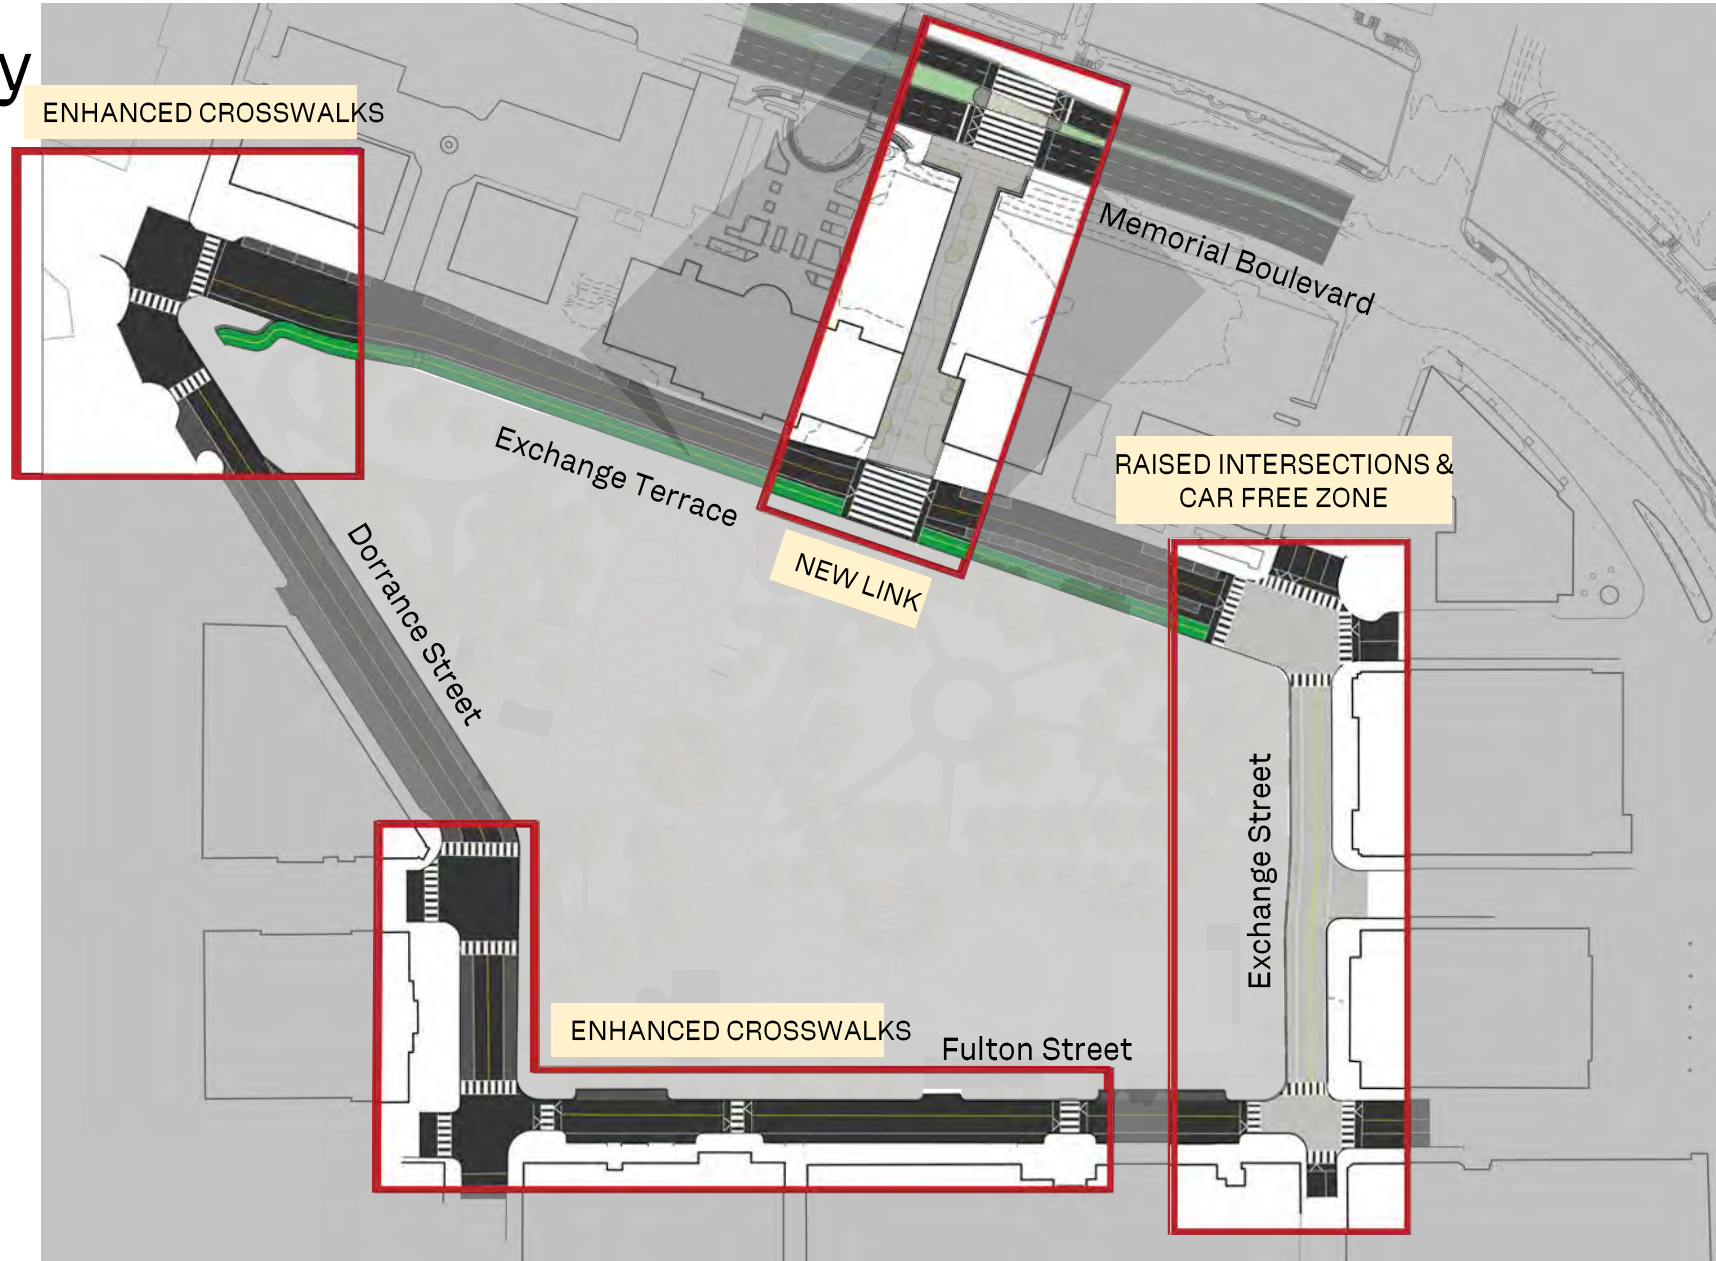 y
ENHANCED CROSSWALKS
Memorial Boulevard
Exchange Terrace
RAISED INTERSECTIONS &
CAR FREE ZONE
NEW LINK
Dorrance Street
Exchange Street
ENHANCED CROSSWALKS
Fulton Street